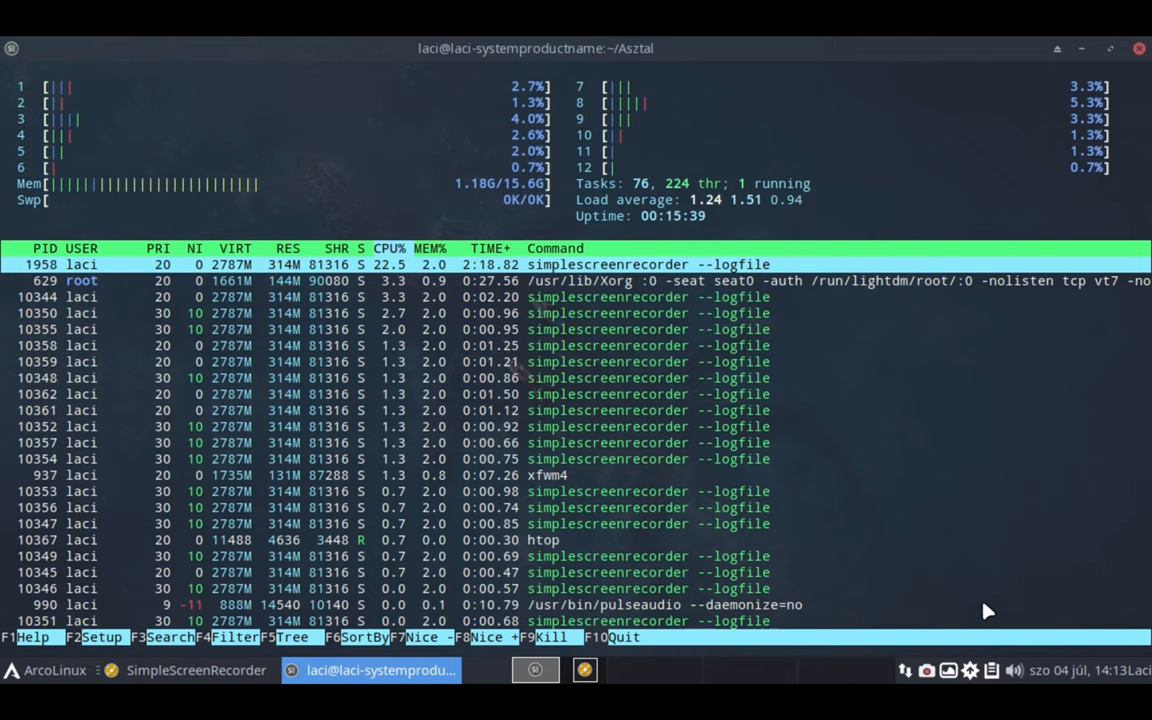 laci@laci-systemproductname:~/Asztal
1 [||| 2.7%] 7 [||| 3.3%]
2 [|| 1.3%] 8 [||||| 5.3%]
3 [|||| 4.0%] 9 [||| 3.3%]
4 [||| 2.6%] 10 [|| 1.3%]
5 [|| 2.0%] 11 [| 1.3%]
6 [| 0.7%] 12 [| 0.7%]
Mem[||||||||||||||||||||||||| 1.18G/15.6G] Tasks: 76, 224 thr; 1 running
Swp[ 0K/0K] Load average: 1.24 1.51 0.94
Uptime: 00:15:39
PID USER PRI NI VIRT RES SHR S CPU% MEM% TIME+ Command
1958 laci 20 0 2787M 314M 81316 S 22.5 2.0 2:18.82 simplescreenrecorder --logfile
629 root 20 0 1661M 144M 90080 S 3.3 0.9 0:27.56 /usr/lib/Xorg :0 -seat seat0 -auth /run/lightdm/root/:0 -nolisten tcp vt7 -no
10344 laci 20 0 2787M 314M 81316 S 3.3 2.0 0:02.20 simplescreenrecorder --logfile
10350 laci 30 10 2787M 314M 81316 S 2.7 2.0 0:00.96 simplescreenrecorder --logfile
10355 laci 30 10 2787M 314M 81316 S 2.0 2.0 0:00.95 simplescreenrecorder --logfile
10358 laci 20 0 2787M 314M 81316 S 1.3 2.0 0:01.25 simplescreenrecorder --logfile
10359 laci 20 0 2787M 314M 81316 S 1.3 2.0 0:01.21 simplescreenrecorder --logfile
10348 laci 30 10 2787M 314M 81316 S 1.3 2.0 0:00.86 simplescreenrecorder --logfile
10362 laci 20 0 2787M 314M 81316 S 1.3 2.0 0:01.50 simplescreenrecorder --logfile
10361 laci 20 0 2787M 314M 81316 S 1.3 2.0 0:01.12 simplescreenrecorder --logfile
10352 laci 30 10 2787M 314M 81316 S 1.3 2.0 0:00.92 simplescreenrecorder --logfile
10357 laci 30 10 2787M 314M 81316 S 1.3 2.0 0:00.66 simplescreenrecorder --logfile
10354 laci 30 10 2787M 314M 81316 S 1.3 2.0 0:00.75 simplescreenrecorder --logfile
937 laci 20 0 1735M 131M 87288 S 1.3 0.8 0:07.26 xfwm4
10353 laci 30 10 2787M 314M 81316 S 0.7 2.0 0:00.98 simplescreenrecorder --logfile
10356 laci 30 10 2787M 314M 81316 S 0.7 2.0 0:00.74 simplescreenrecorder --logfile
10347 laci 30 10 2787M 314M 81316 S 0.7 2.0 0:00.85 simplescreenrecorder --logfile
10367 laci 20 0 11488 4636 3448 R 0.7 0.0 0:00.30 htop
10349 laci 30 10 2787M 314M 81316 S 0.7 2.0 0:00.69 simplescreenrecorder --logfile
10345 laci 20 0 2787M 314M 81316 S 0.7 2.0 0:00.47 simplescreenrecorder --logfile
10346 laci 30 10 2787M 314M 81316 S 0.0 2.0 0:00.57 simplescreenrecorder --logfile
990 laci 9 -11 888M 14540 10140 S 0.0 0.1 0:10.79 /usr/bin/pulseaudio --daemonize=no
10351 laci 30 10 2787M 314M 81316 S 0.0 2.0 0:00.68 simplescreenrecorder --logfile
F1Help F2Setup F3SearchF4FilterF5Tree F6SortByF7Nice -F8Nice +F9Kill F10Quit
ArcoLinux SimpleScreenRecorder laci@laci-systemprodu... szo 04 júl, 14:13Laci